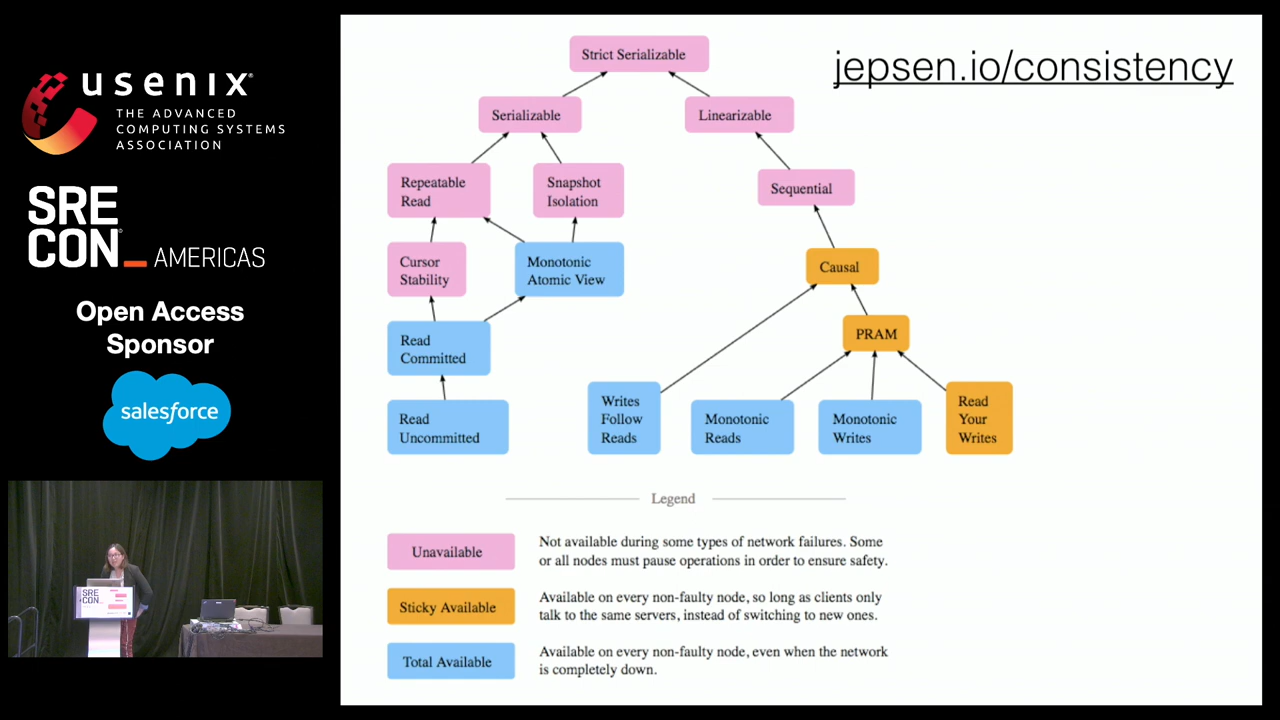 usenix
THE ADVANCED
COMPUTING SYSTEMS
ASSOCIATION
SRE
CON_AMERICAS
Open Access
Sponsor
salesforce
SRE
CON_
jepsen.io/consistency
Strict Serializable
Serializable
Linearizable
Repeatable
Read
Snapshot
Isolation
Sequential
Cursor
Stability
Monotonic
Atomic View
Causal
Read
Committed
PRAM
Read
Uncommitted
Writes
Follow
Reads
Monotonic
Reads
Monotonic
Writes
Read
Your
Writes
Legend
Unavailable
Not available during some types of network failures. Some
or all nodes must pause operations in order to ensure safety.
Sticky Available
Available on every non-faulty node, so long as clients only
talk to the same servers, instead of switching to new ones.
Total Available
Available on every non-faulty node, even when the network
is completely down.